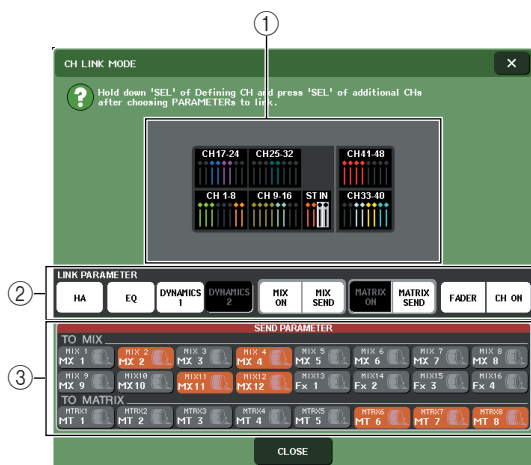 ①
CH LINK MODE
×
? Hold down 'SEL' of Defining CH and press 'SEL' of additional CHs
after choosing PARAMETERs to link.
CH17-24 CH25-32 CH41-48
CH 1-8 CH 9-16 ST IN CH33-40
②
LINK PARAMETER
HA EQ DYNAMICS 1 DYNAMICS 2 MIX ON MIX SEND MATRIX ON MATRIX SEND FADER CH ON
③
SEND PARAMETER
TO MIX
MIX 1 MIX 2 MIX 3 MIX 4 MIX 5 MIX 6 MIX 7 MIX 8
MX 1 MX 2 MX 3 MX 4 MX 5 MX 6 MX 7 MX 8
MIX 9 MIX10 MIX11 MIX12 MIX13 MIX14 MIX15 MIX16
MX 9 MX10 MX11 MX12 Fx 1 Fx 2 Fx 3 Fx 4
TO MATRIX
MTRX1 MTRX2 MTRX3 MTRX4 MTRX5 MTRX6 MTRX7 MTRX8
MT 1 MT 2 MT 3 MT 4 MT 5 MT 6 MT 7 MT 8
CLOSE